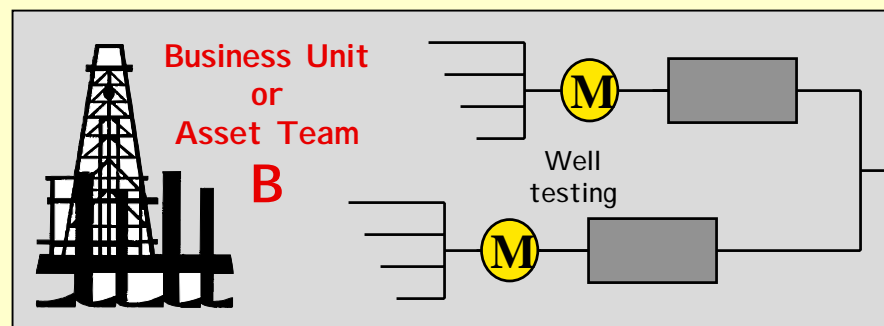 Business Unit
or
Asset Team
B
M
Well
testing
M